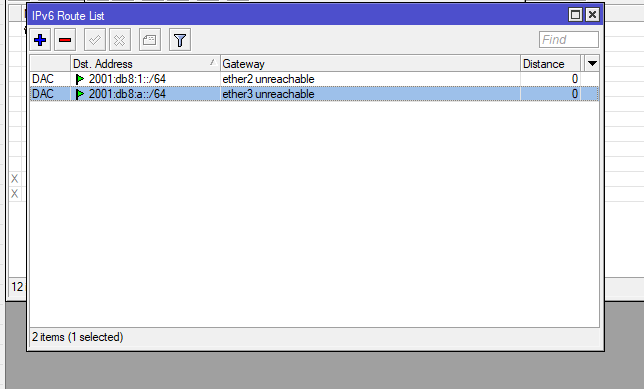 IPv6 Route List
Find
Dst. Address Gateway Distance
DAC 2001:db8:1::/64 ether2 unreachable 0
DAC 2001:db8:a::/64 ether3 unreachable 0
X
X
12
2 items (1 selected)